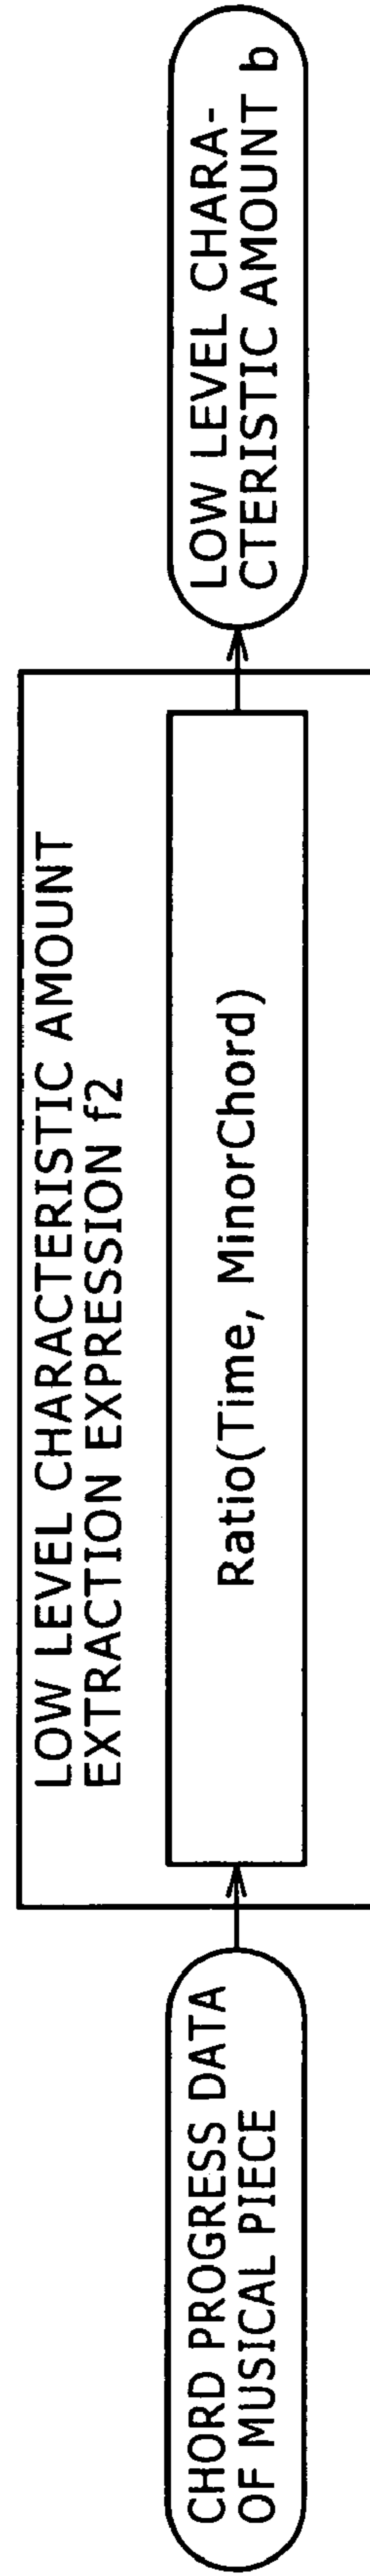 CHORD PROGRESS DATA
OF MUSICAL PIECE
LOW LEVEL CHARACTERISTIC AMOUNT
EXTRACTION EXPRESSION f2
Ratio(Time, MinorChord)
LOW LEVEL CHARA-
CTERISTIC AMOUNT b